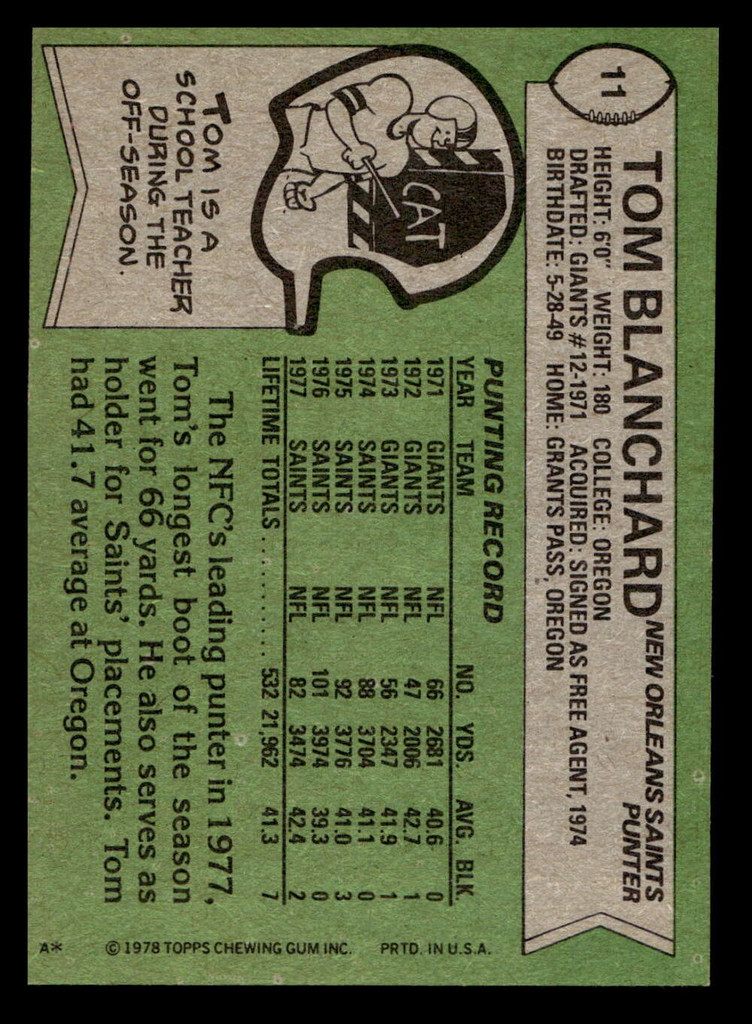 11
TOM BLANCHARD NEW ORLEANS SAINTS
PUNTER
HEIGHT: 6'0" WEIGHT: 180 COLLEGE: OREGON
DRAFTED: GIANTS #12-1971 ACQUIRED: SIGNED AS FREE AGENT, 1974
BIRTHDATE: 5-28-49 HOME: GRANTS PASS, OREGON
CAT
TOM IS A
SCHOOL TEACHER
DURING THE
OFF-SEASON.
PUNTING RECORD
YEAR TEAM NO. YDS. AVG. BLK.
1971 GIANTS NFL 66 2681 40.6 0
1972 GIANTS NFL 47 2006 42.7 1
1973 GIANTS NFL 56 2347 41.9 1
1974 SAINTS NFL 88 3704 41.1 0
1975 SAINTS NFL 92 3776 41.0 3
1976 SAINTS NFL 101 3974 39.3 0
1977 SAINTS NFL 82 3474 42.4 2
LIFETIME TOTALS .......... 532 21,962 41.3 7
The NFC's leading punter in 1977,
Tom's longest boot of the season
went for 66 yards. He also serves as
holder for Saints' placements. Tom
had 41.7 average at Oregon.
A* © 1978 TOPPS CHEWING GUM INC. PRTD. IN U.S.A.